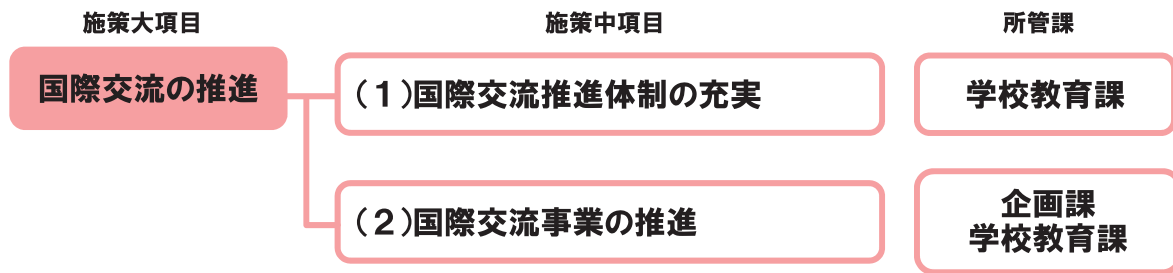 施策大項目 施策中項目 所管課
国際交流の推進 (1)国際交流推進体制の充実 学校教育課
(2)国際交流事業の推進 企画課
学校教育課